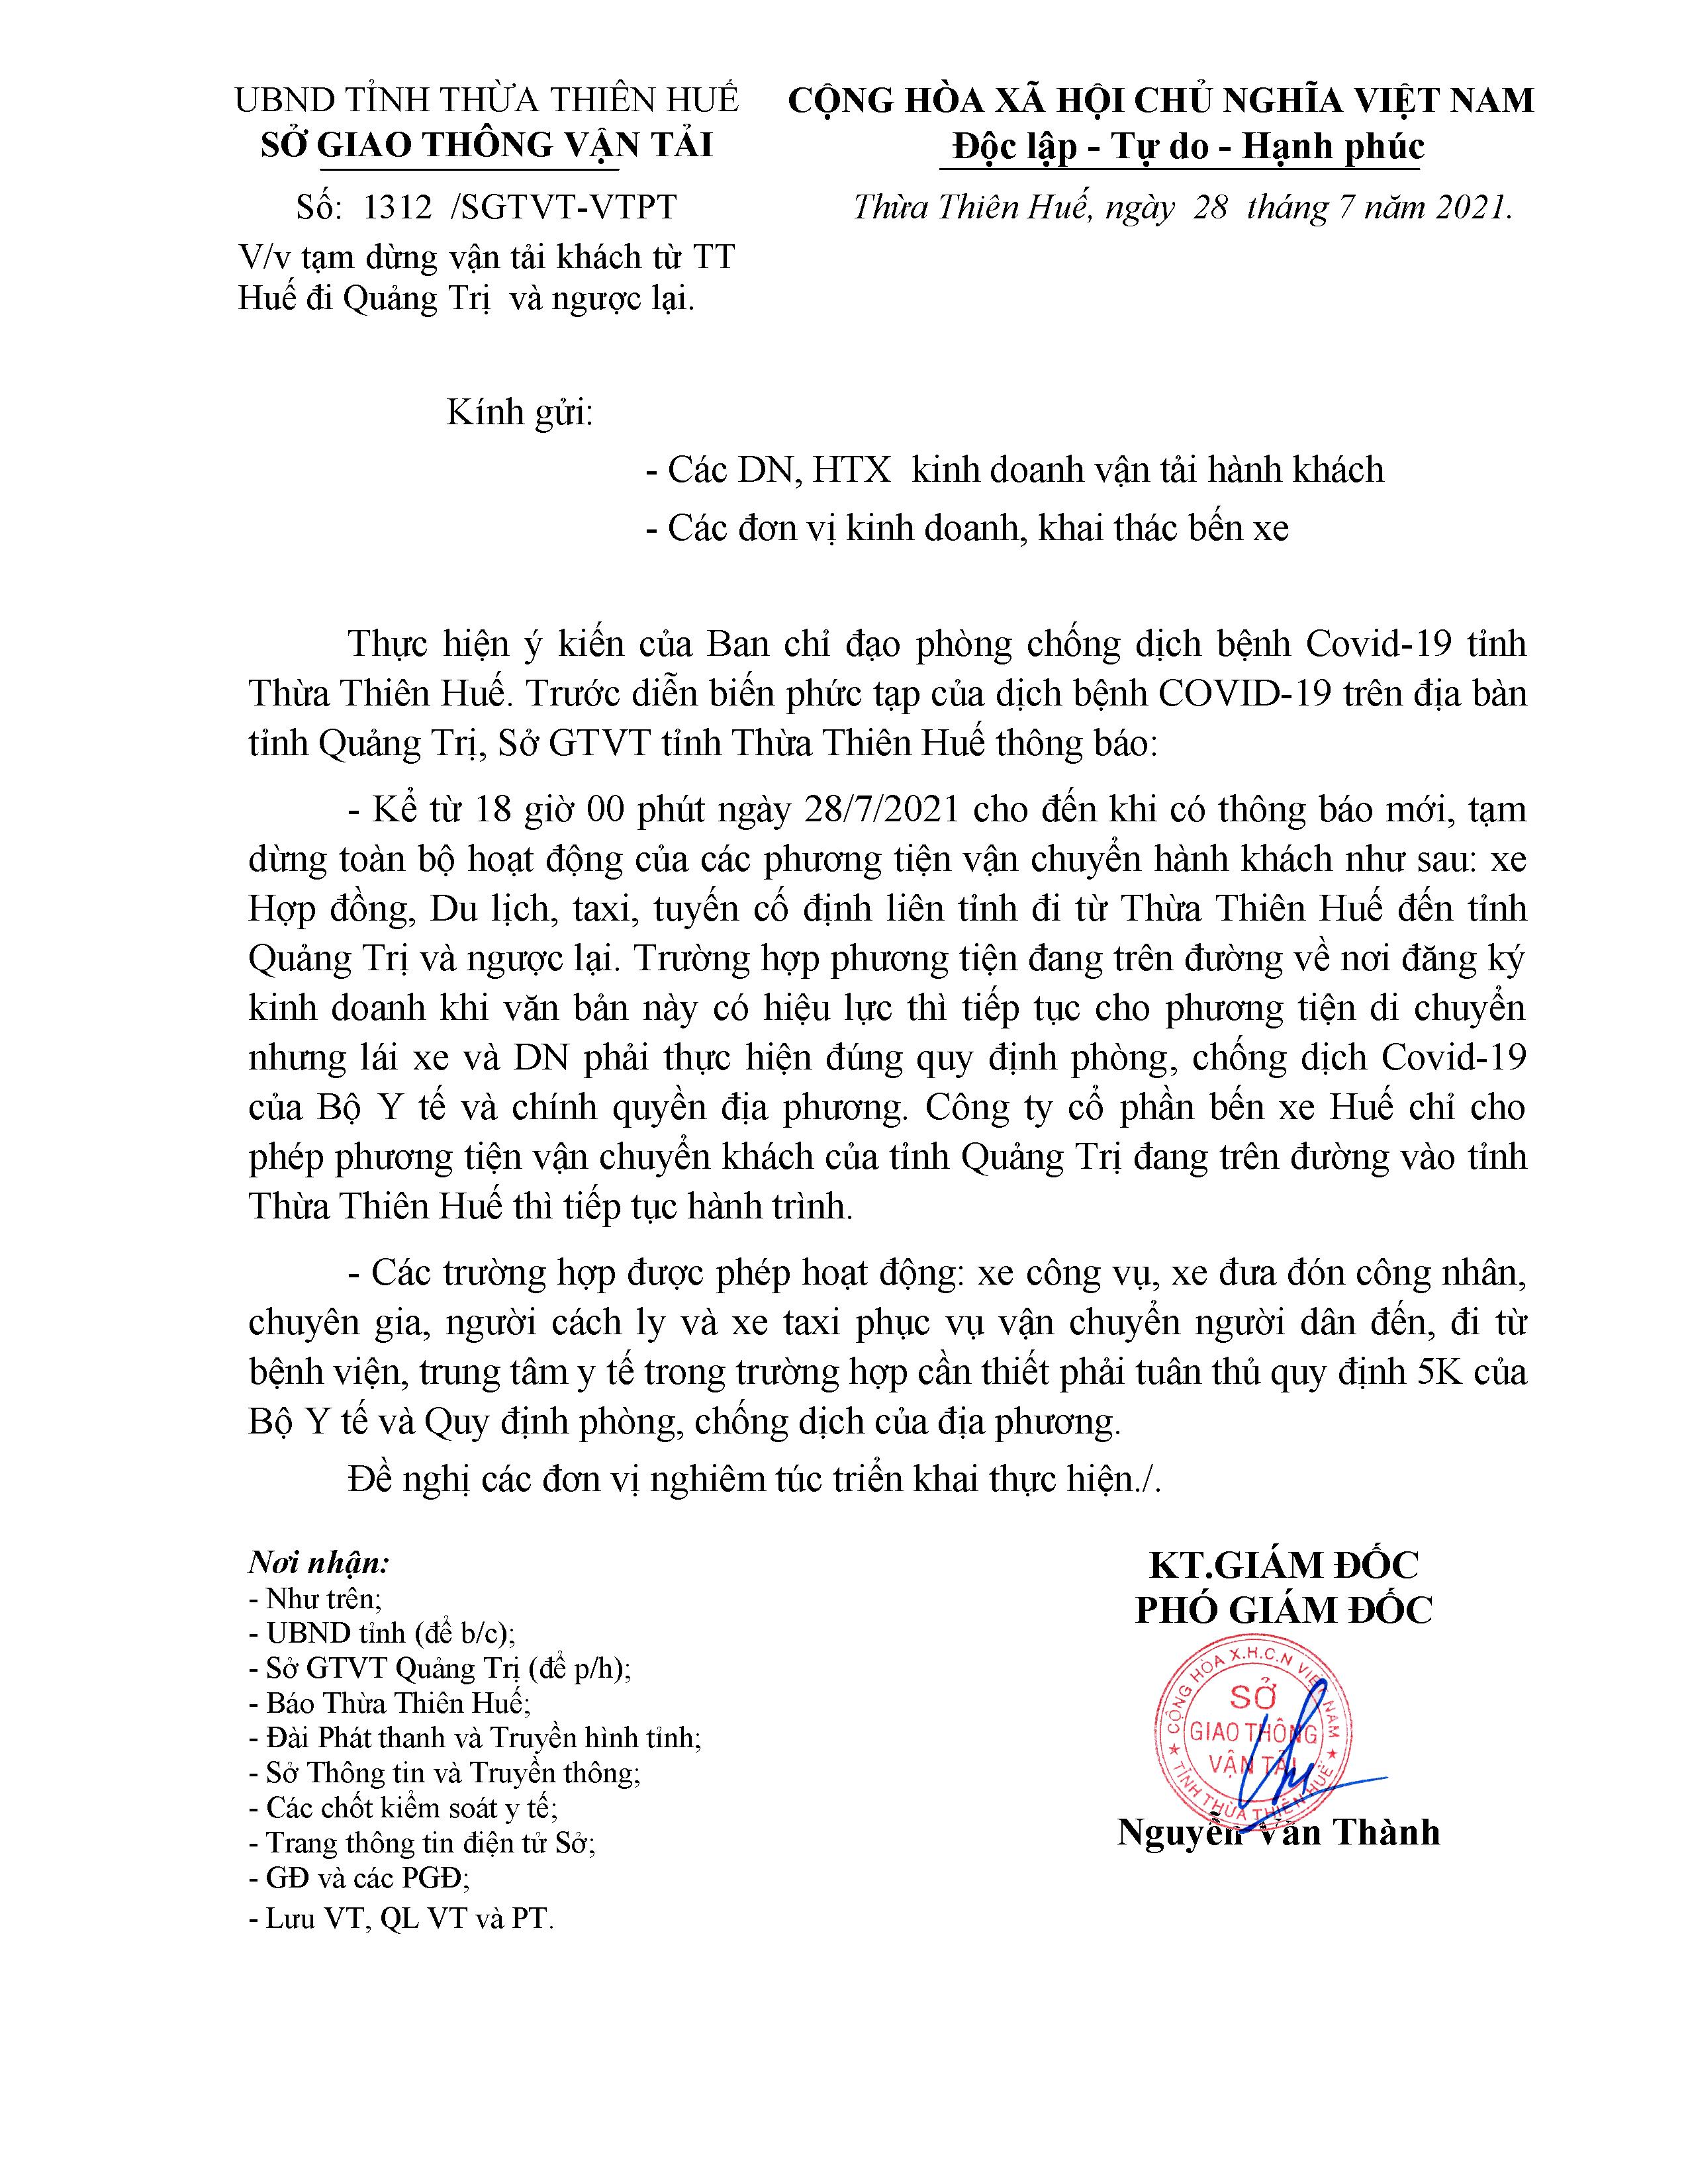 UBND TỈNH THỪA THIÊN HUẾ
SỞ GIAO THÔNG VẬN TẢI
Số: 1312 /SGTVT-VTPT
V/v tạm dừng vận tải khách từ TT
Huế đi Quảng Trị và ngược lại.
CỘNG HÒA XÃ HỘI CHỦ NGHĨA VIỆT NAM
Độc lập - Tự do - Hạnh phúc
Thừa Thiên Huế, ngày 28 tháng 7 năm 2021.
Kính gửi:
- Các DN, HTX kinh doanh vận tải hành khách
- Các đơn vị kinh doanh, khai thác bến xe
Thực hiện ý kiến của Ban chỉ đạo phòng chống dịch bệnh Covid-19 tỉnh
Thừa Thiên Huế. Trước diễn biến phức tạp của dịch bệnh COVID-19 trên địa bàn
tỉnh Quảng Trị, Sở GTVT tỉnh Thừa Thiên Huế thông báo:
- Kể từ 18 giờ 00 phút ngày 28/7/2021 cho đến khi có thông báo mới, tạm
dừng toàn bộ hoạt động của các phương tiện vận chuyển hành khách như sau: xe
Hợp đồng, Du lịch, taxi, tuyến cố định liên tỉnh đi từ Thừa Thiên Huế đến tỉnh
Quảng Trị và ngược lại. Trường hợp phương tiện đang trên đường về nơi đăng ký
kinh doanh khi văn bản này có hiệu lực thì tiếp tục cho phương tiện di chuyển
nhưng lái xe và DN phải thực hiện đúng quy định phòng, chống dịch Covid-19
của Bộ Y tế và chính quyền địa phương. Công ty cổ phần bến xe Huế chỉ cho
phép phương tiện vận chuyển khách của tỉnh Quảng Trị đang trên đường vào tỉnh
Thừa Thiên Huế thì tiếp tục hành trình.
- Các trường hợp được phép hoạt động: xe công vụ, xe đưa đón công nhân,
chuyên gia, người cách ly và xe taxi phục vụ vận chuyển người dân đến, đi từ
bệnh viện, trung tâm y tế trong trường hợp cần thiết phải tuân thủ quy định 5K của
Bộ Y tế và Quy định phòng, chống dịch của địa phương.
Đề nghị các đơn vị nghiêm túc triển khai thực hiện./.
Nơi nhận:
- Như trên;
- UBND tỉnh (để b/c);
- Sở GTVT Quảng Trị (để p/h);
- Báo Thừa Thiên Huế;
- Đài Phát thanh và Truyền hình tỉnh;
- Sở Thông tin và Truyền thông;
- Các chốt kiểm soát y tế;
- Trang thông tin điện tử Sở;
- GĐ và các PGĐ;
- Lưu VT, QL VT và PT.
KT.GIÁM ĐỐC
PHÓ GIÁM ĐỐC
CỘNG HÒA X.H.C.N VIỆT NAM
SỞ
GIAO THÔNG
VẬN TẢI
★ TỈNH THỪA THIÊN HUẾ ★
Nguyễn Văn Thành